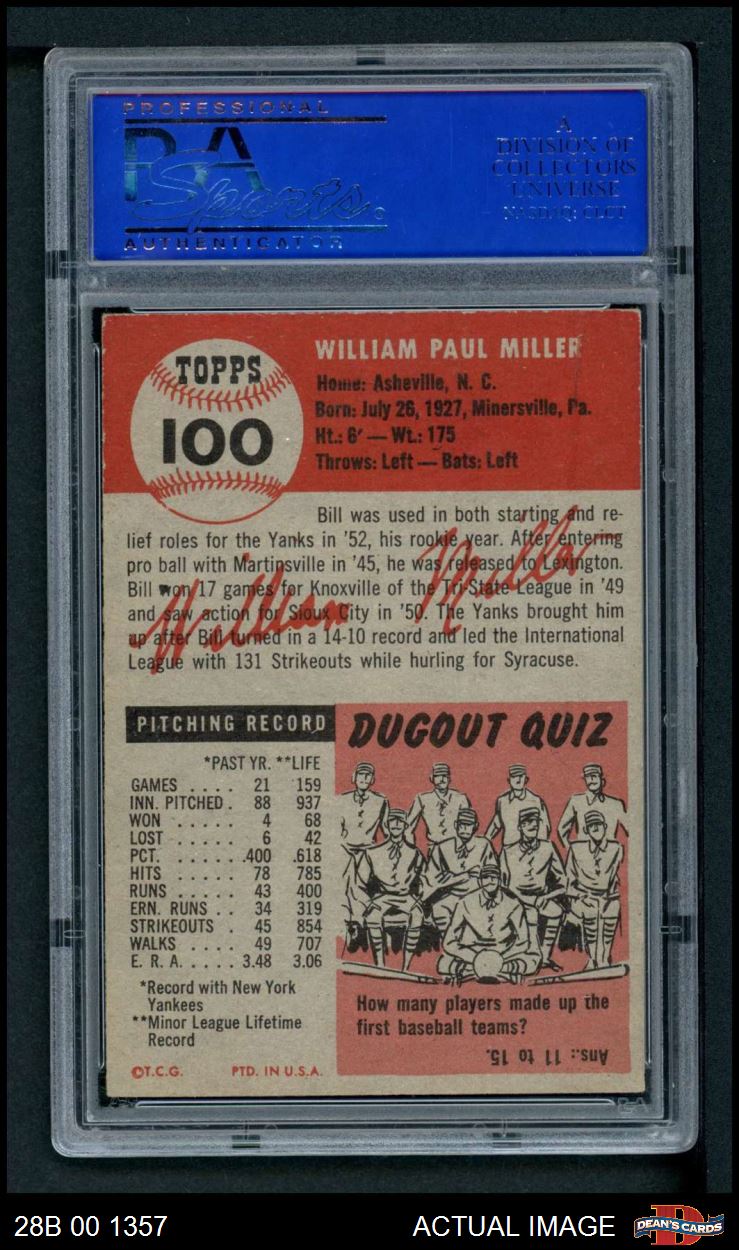 PROFESSIONAL
PSA
Sports
AUTHENTICATOR
A
DIVISION OF
COLLECTORS
UNIVERSE
NASDAQ: CLCT
TOPPS
100
WILLIAM PAUL MILLER
Home: Asheville, N. C.
Born: July 26, 1927, Minersville, Pa.
Ht.: 6' — Wt.: 175
Throws: Left — Bats: Left
Bill was used in both starting and re-
lief roles for the Yanks in '52, his rookie year. After entering
pro ball with Martinsville in '45, he was released to Lexington.
Bill won 17 games for Knoxville of the Tri-State League in '49
and saw action for Sioux City in '50. The Yanks brought him
up after Bill turned in a 14-10 record and led the International
League with 131 Strikeouts while hurling for Syracuse.
William Miller
PITCHING RECORD
*PAST YR. **LIFE
GAMES . . . . 21 159
INN. PITCHED . 88 937
WON . . . . . 4 68
LOST . . . . . 6 42
PCT. . . . . . .400 .618
HITS . . . . . 78 785
RUNS . . . . . 43 400
ERN. RUNS . . 34 319
STRIKEOUTS . 45 854
WALKS . . . . 49 707
E. R. A. . . . . 3.48 3.06
*Record with New York
Yankees
**Minor League Lifetime
Record
©T.C.G. PTD. IN U.S.A.
DUGOUT QUIZ
How many players made up the
first baseball teams?
Ans.: 11 to 15.
28B 00 1357
ACTUAL IMAGE
D
DEAN'S CARDS